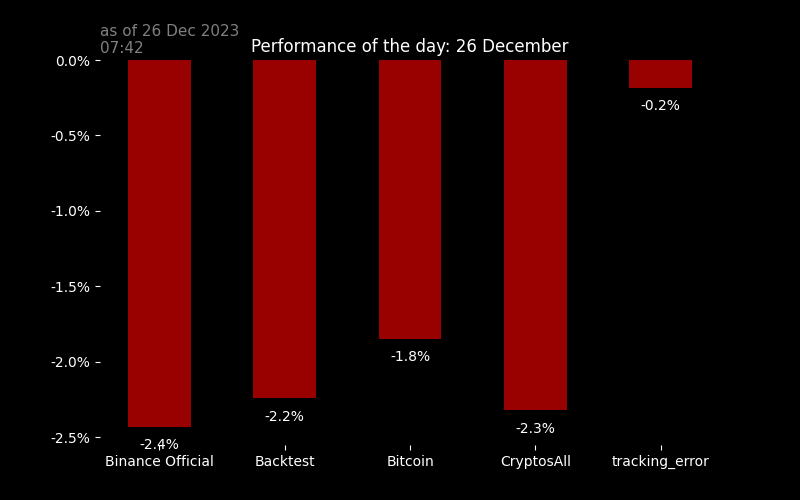 as of 26 Dec 2023
07:42
Performance of the day: 26 December
0.0%
-0.5%
-1.0%
-1.5%
-2.0%
-2.5%
-0.2%
-1.8%
-2.2%
-2.3%
-2.4%
Binance Official
Backtest
Bitcoin
CryptosAll
tracking_error